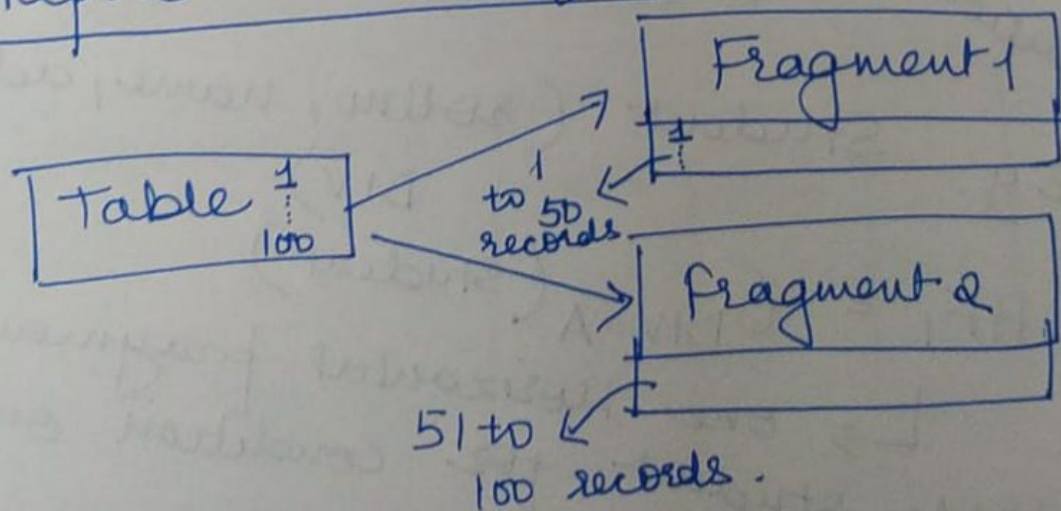 Fragment 1
1
Table 1
100
1
to 50
records
Fragment 2
51 to
100 records.